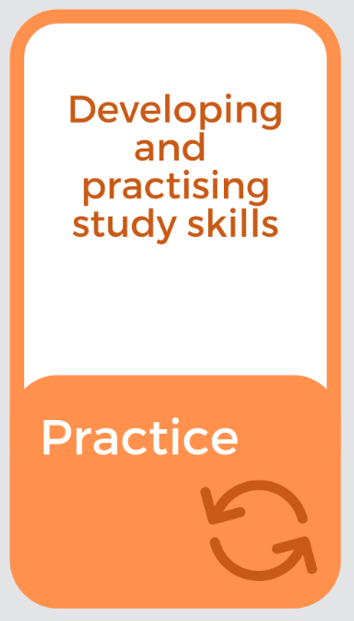 Developing
and
practising
study skills
Practice